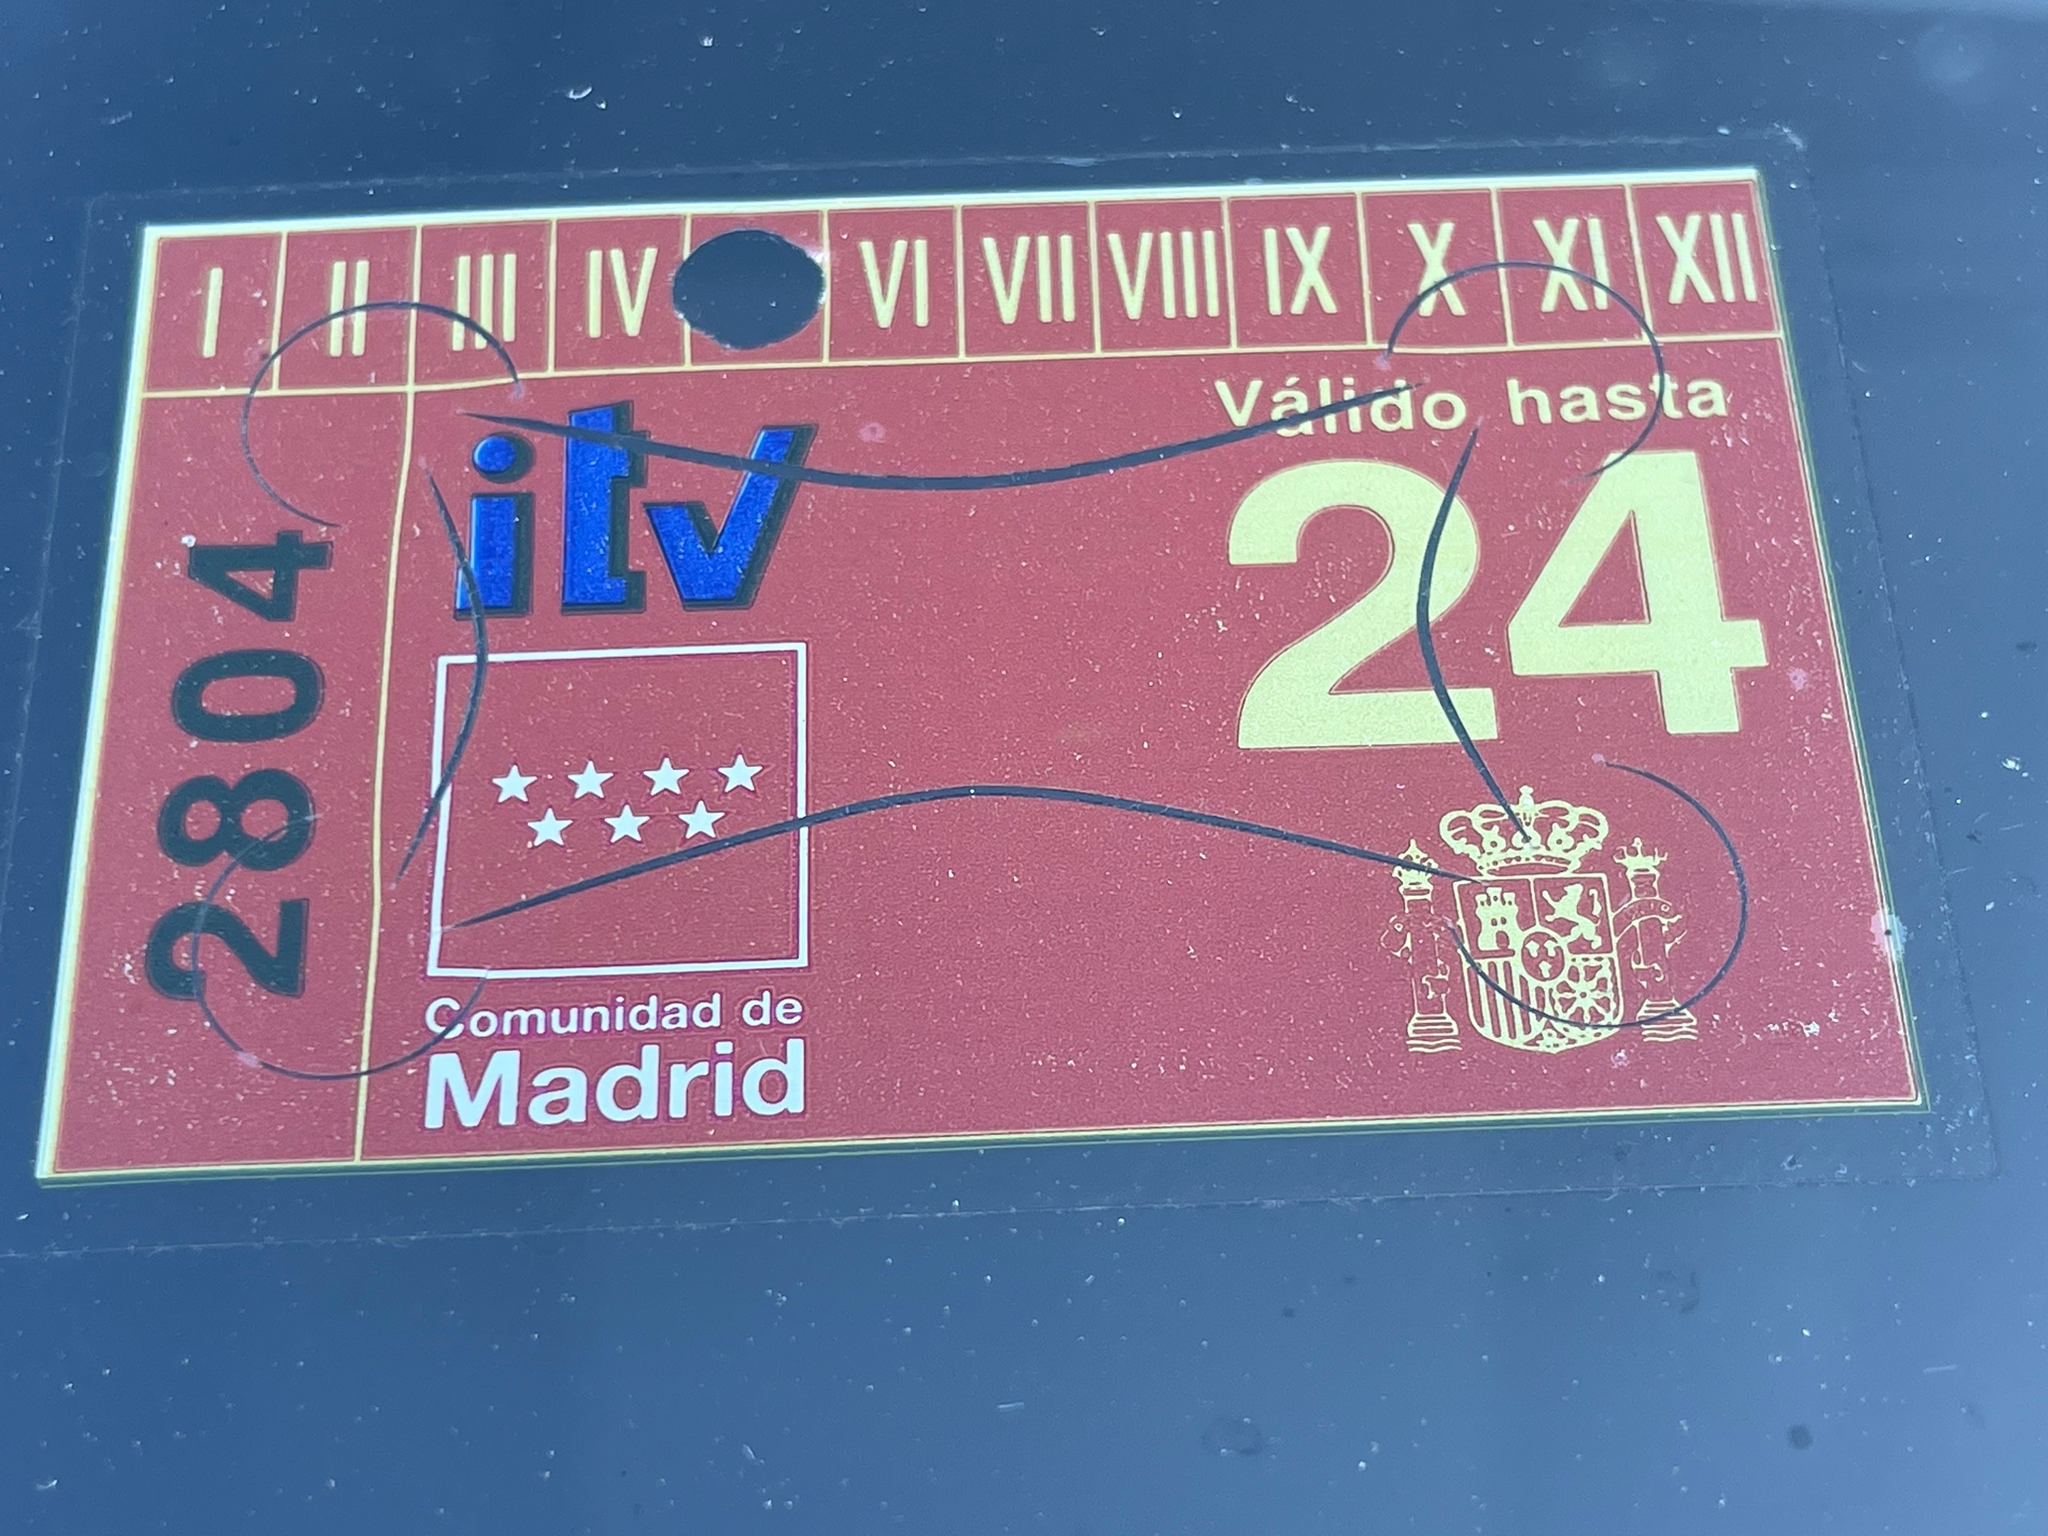 I II III IV VI VII VIII IX X XI XII
2804
itv
Válido hasta
24
Comunidad de
Madrid